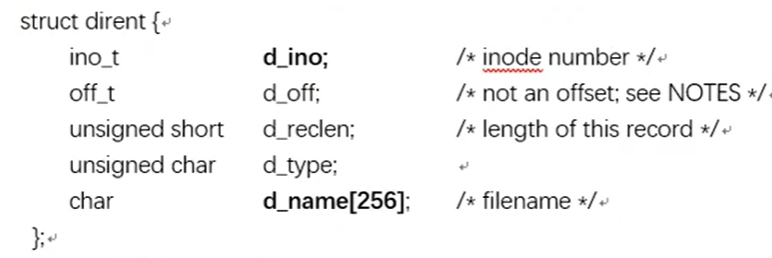 struct dirent {
ino_t d_ino; /* inode number */
off_t d_off; /* not an offset; see NOTES */
unsigned short d_reclen; /* length of this record */
unsigned char d_type;
char d_name[256]; /* filename */
};